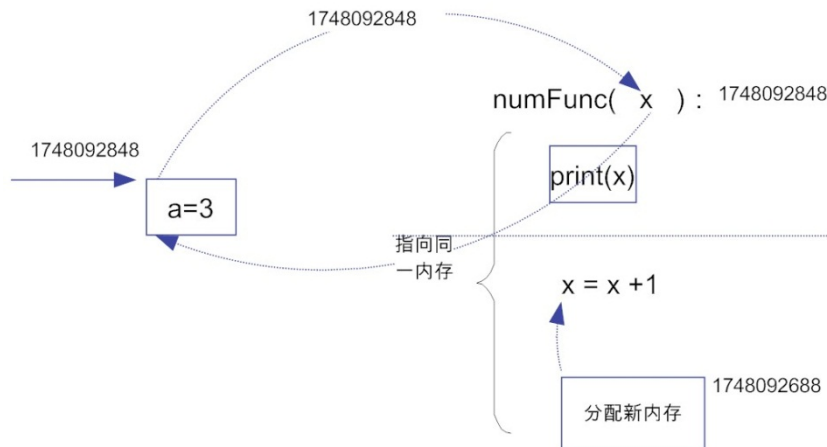 1748092848
numFunc( x ) : 1748092848
1748092848
print(x)
a=3
指向同
一内存
x = x +1
1748092688
分配新内存